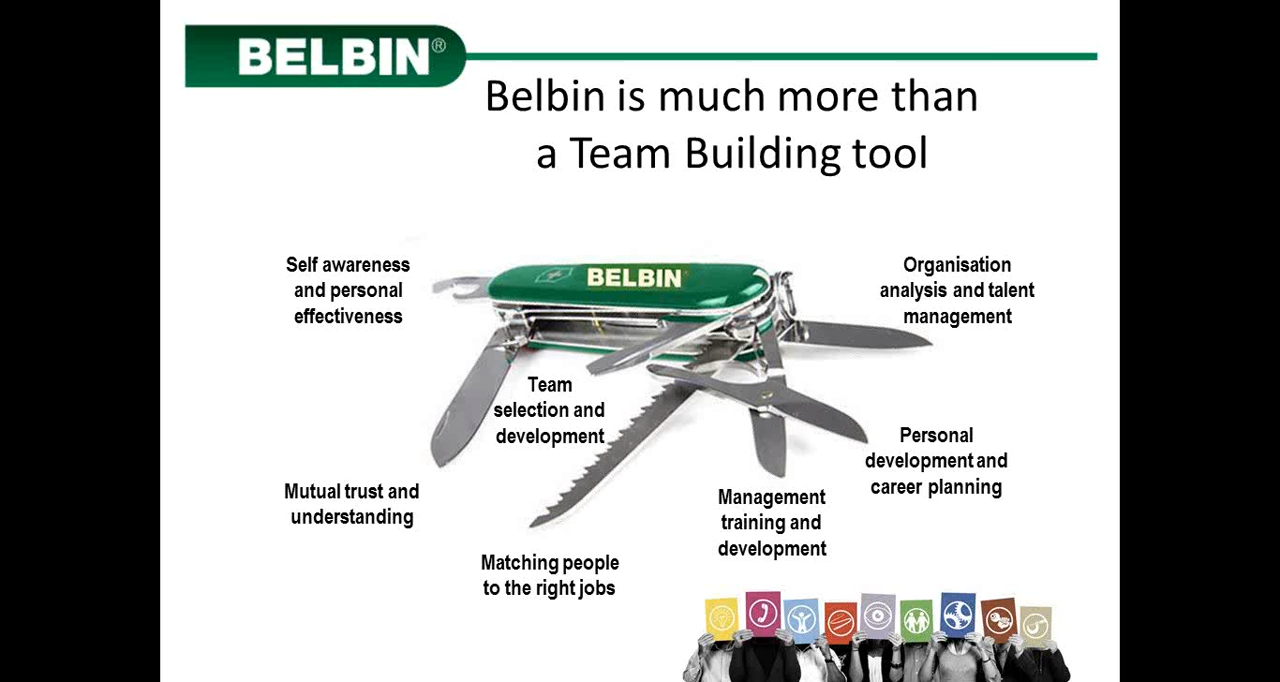 BELBIN®
Belbin is much more than
a Team Building tool
Self awareness
and personal
effectiveness
BELBIN
Organisation
analysis and talent
management
Team
selection and
development
Personal
development and
career planning
Mutual trust and
understanding
Management
training and
development
Matching people
to the right jobs